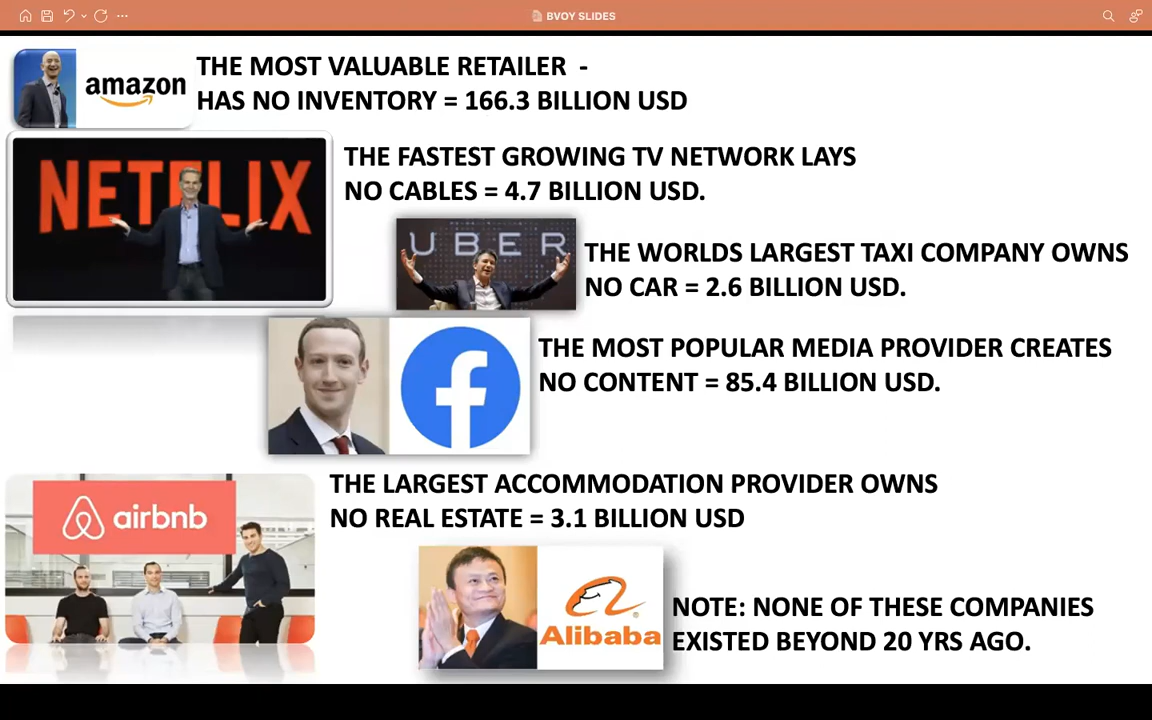 BVOY SLIDES
amazon
THE MOST VALUABLE RETAILER -
HAS NO INVENTORY = 166.3 BILLION USD
NETFLIX
THE FASTEST GROWING TV NETWORK LAYS
NO CABLES = 4.7 BILLION USD.
UBER
THE WORLDS LARGEST TAXI COMPANY OWNS
NO CAR = 2.6 BILLION USD.
f
THE MOST POPULAR MEDIA PROVIDER CREATES
NO CONTENT = 85.4 BILLION USD.
airbnb
THE LARGEST ACCOMMODATION PROVIDER OWNS
NO REAL ESTATE = 3.1 BILLION USD
Alibaba
NOTE: NONE OF THESE COMPANIES
EXISTED BEYOND 20 YRS AGO.